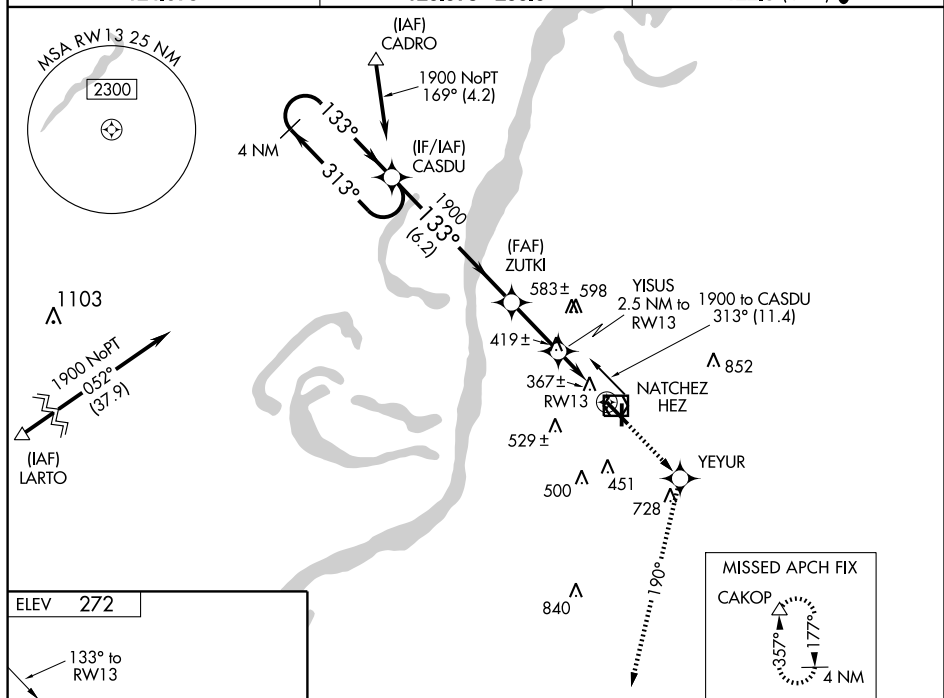 MSA RW13 25 NM
2300
(IAF)
CADRO
1900 NoPT
169° (4.2)
4 NM
133°
313°
(IF/IAF)
CASDU
1900
133°
(6.2)
(FAF)
ZUTKI
583± 598
YISUS
2.5 NM to
RW13
1900 to CASDU
313° (11.4)
419±
852
367±
RW13
NATCHEZ
HEZ
529±
1103
1900 NoPT
052°
(37.9)
(IAF)
LARTO
YEYUR
500
451
728
190°
840
MISSED APCH FIX
CAKOP
357°
177°
4 NM
ELEV 272
133° to
RW13